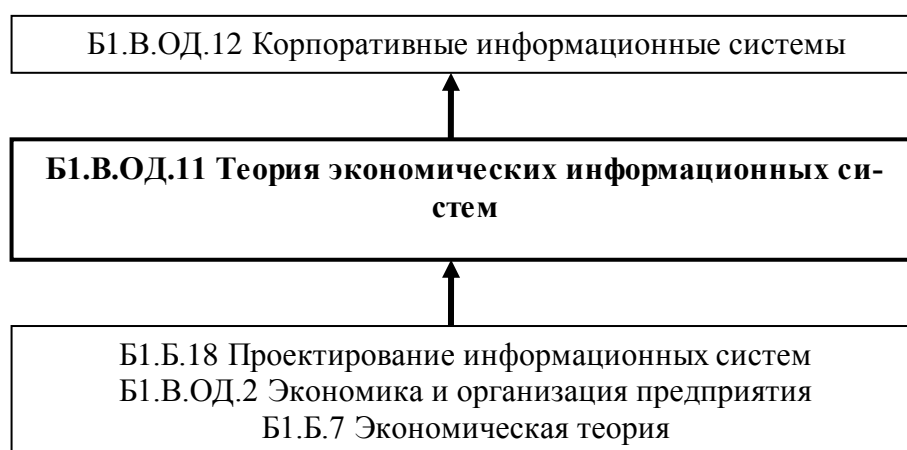 Б1.В.ОД.12 Корпоративные информационные системы
Б1.В.ОД.11 Теория экономических информационных си-
стем
Б1.Б.18 Проектирование информационных систем
Б1.В.ОД.2 Экономика и организация предприятия
Б1.Б.7 Экономическая теория